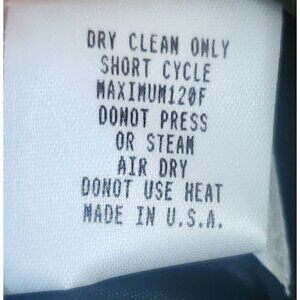 DRY CLEAN ONLY
SHORT CYCLE
MAXIMUM120F
DONOT PRESS
OR STEAM
AIR DRY
DONOT USE HEAT
MADE IN U.S.A.